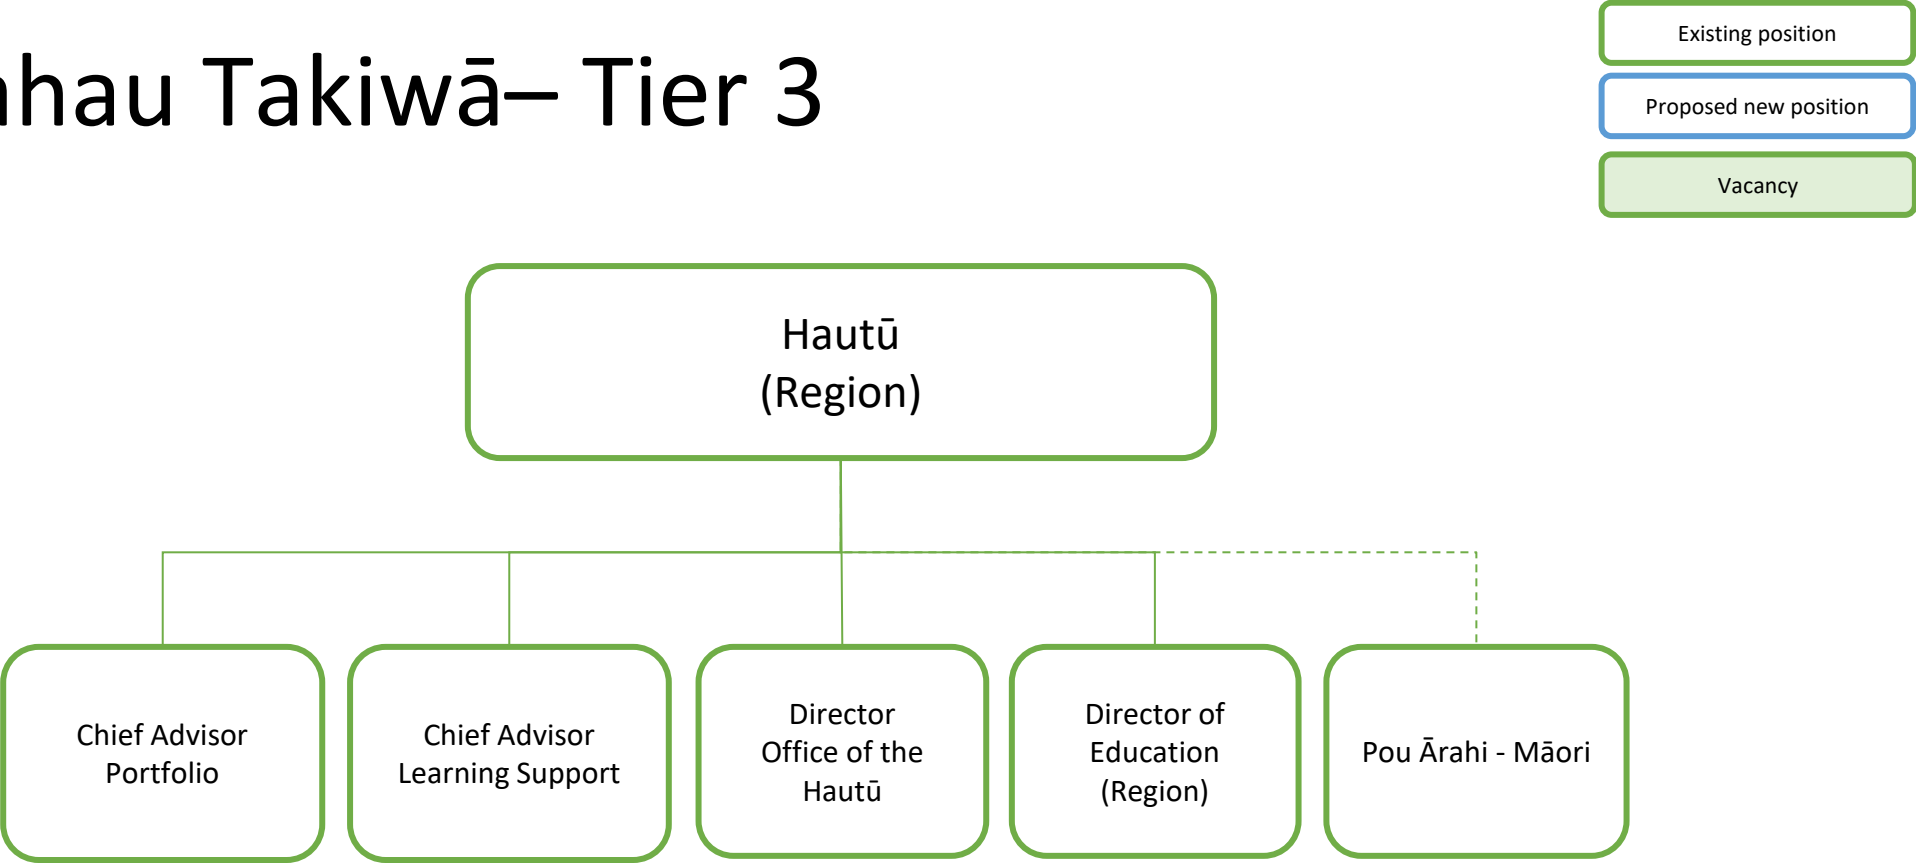 Takiwā– Tier 3
Existing position
Proposed new position
Vacancy
Hautū
(Region)
Chief Advisor
Portfolio
Chief Advisor
Learning Support
Director
Office of the
Hautū
Director of
Education
(Region)
Pou Ārahi - Māori